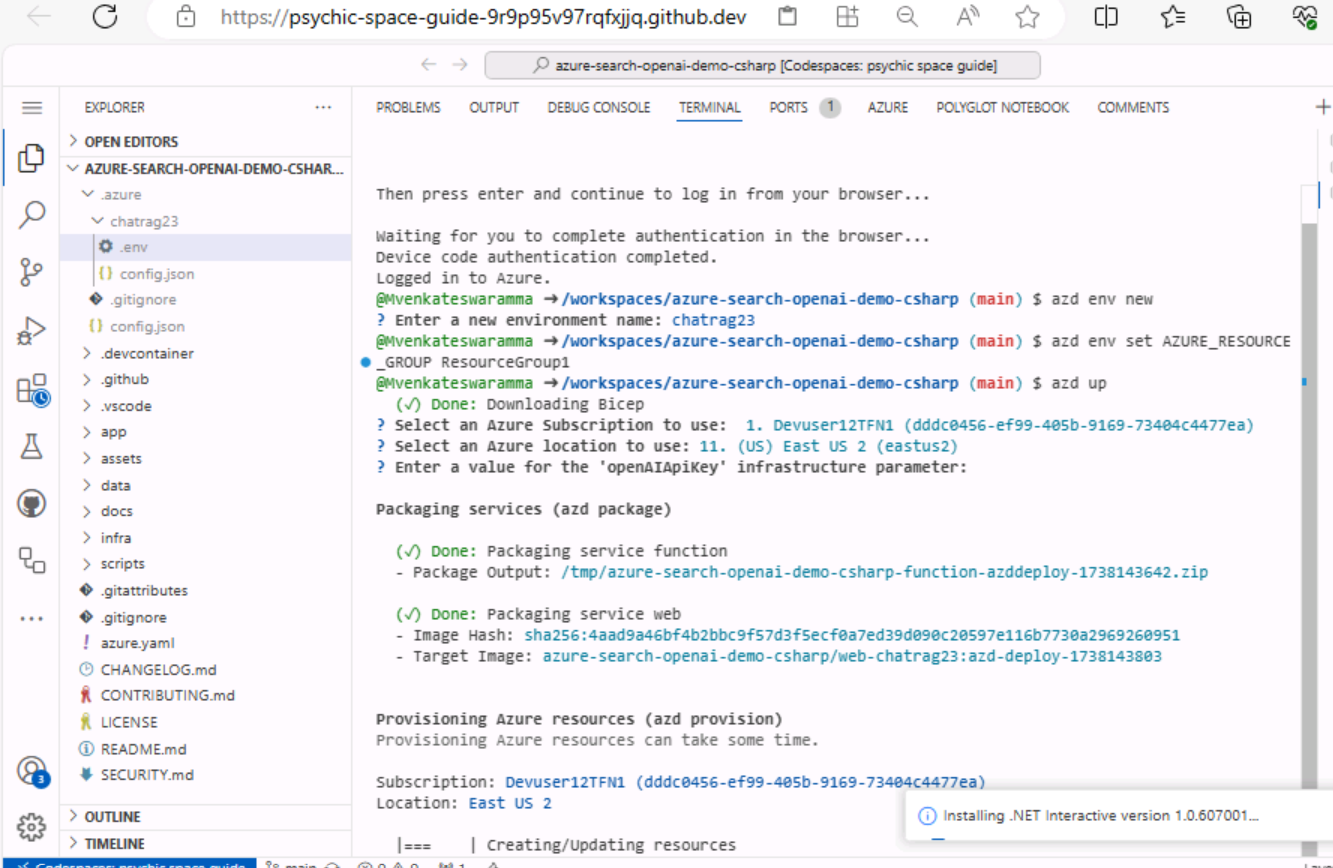 https://psychic-space-guide-9r9p95v97rqfxjjq.github.dev
azure-search-openai-demo-csharp [Codespaces: psychic space guide]
EXPLORER
OPEN EDITORS
AZURE-SEARCH-OPENAI-DEMO-CSHAR...
.azure
chatrag23
.env
{} config.json
.gitignore
{} config.json
.devcontainer
.github
.vscode
app
assets
data
docs
infra
scripts
.gitattributes
.gitignore
! azure.yaml
CHANGELOG.md
CONTRIBUTING.md
LICENSE
README.md
SECURITY.md
OUTLINE
TIMELINE
3
PROBLEMS OUTPUT DEBUG CONSOLE TERMINAL PORTS 1 AZURE POLYGLOT NOTEBOOK COMMENTS
Then press enter and continue to log in from your browser...
Waiting for you to complete authentication in the browser...
Device code authentication completed.
Logged in to Azure.
@Mvenkateswaramma ➜/workspaces/azure-search-openai-demo-csharp (main) $ azd env new
? Enter a new environment name: chatrag23
@Mvenkateswaramma ➜/workspaces/azure-search-openai-demo-csharp (main) $ azd env set AZURE_RESOURCE
_GROUP ResourceGroup1
@Mvenkateswaramma ➜/workspaces/azure-search-openai-demo-csharp (main) $ azd up
(✓) Done: Downloading Bicep
? Select an Azure Subscription to use:  1. Devuser12TFN1 (dddc0456-ef99-405b-9169-73404c4477ea)
? Select an Azure location to use: 11. (US) East US 2 (eastus2)
? Enter a value for the 'openAIApiKey' infrastructure parameter:
Packaging services (azd package)
(✓) Done: Packaging service function
- Package Output: /tmp/azure-search-openai-demo-csharp-function-azddeploy-1738143642.zip
(✓) Done: Packaging service web
- Image Hash: sha256:4aad9a46bf4b2bbc9f57d3f5ecf0a7ed39d090c20597e116b7730a2969260951
- Target Image: azure-search-openai-demo-csharp/web-chatrag23:azd-deploy-1738143803
Provisioning Azure resources (azd provision)
Provisioning Azure resources can take some time.
Subscription: Devuser12TFN1 (dddc0456-ef99-405b-9169-73404c4477ea)
Location: East US 2
|===    | Creating/Updating resources
Installing .NET Interactive version 1.0.607001...
Codespaces: psychic space guide main